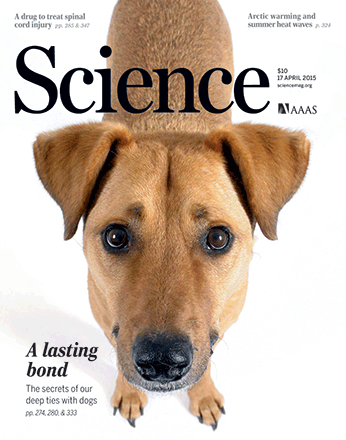 A drug to treat spinal
cord injury pp. 285 & 347
Arctic warming and
summer heat waves p. 324
Science
$10
17 APRIL 2015
sciencemag.org
AAAS
A lasting
bond
The secrets of our
deep ties with dogs
pp. 274, 280, & 333